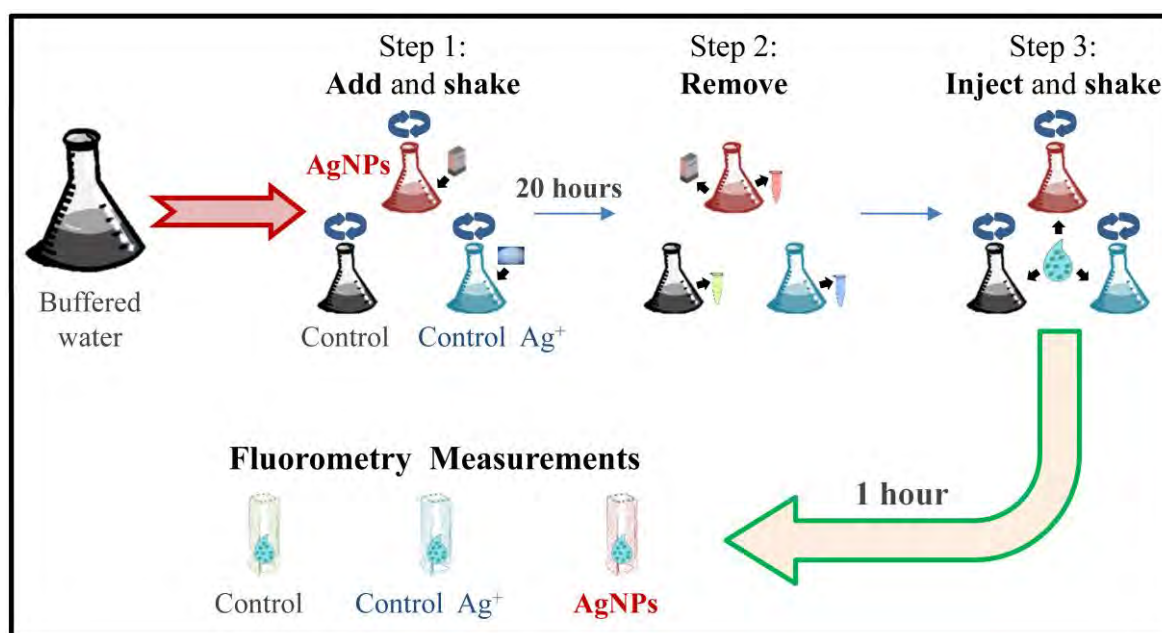 Step 1:
Add and shake
Step 2:
Remove
Step 3:
Inject and shake
AgNPs
20 hours
Buffered
water
Control
Control Ag⁺
1 hour
Fluorometry Measurements
Control
Control Ag⁺
AgNPs